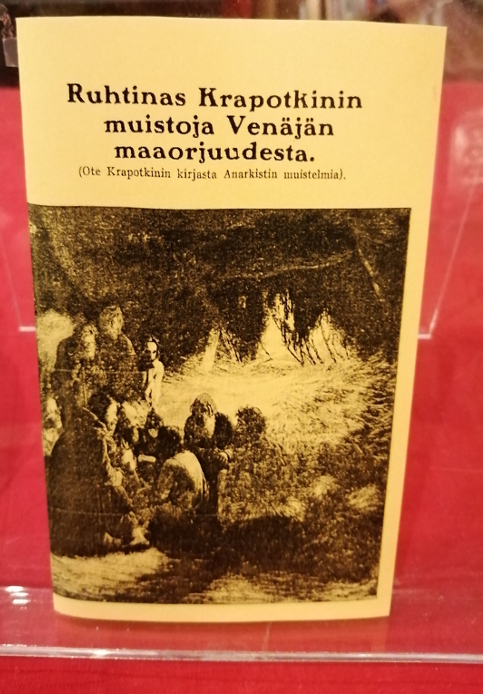 Ruhtinas Krapotkinin
muistoja Venäjän
maaorjuudesta.
(Ote Krapotkinin kirjasta Anarkistin muistelmia).